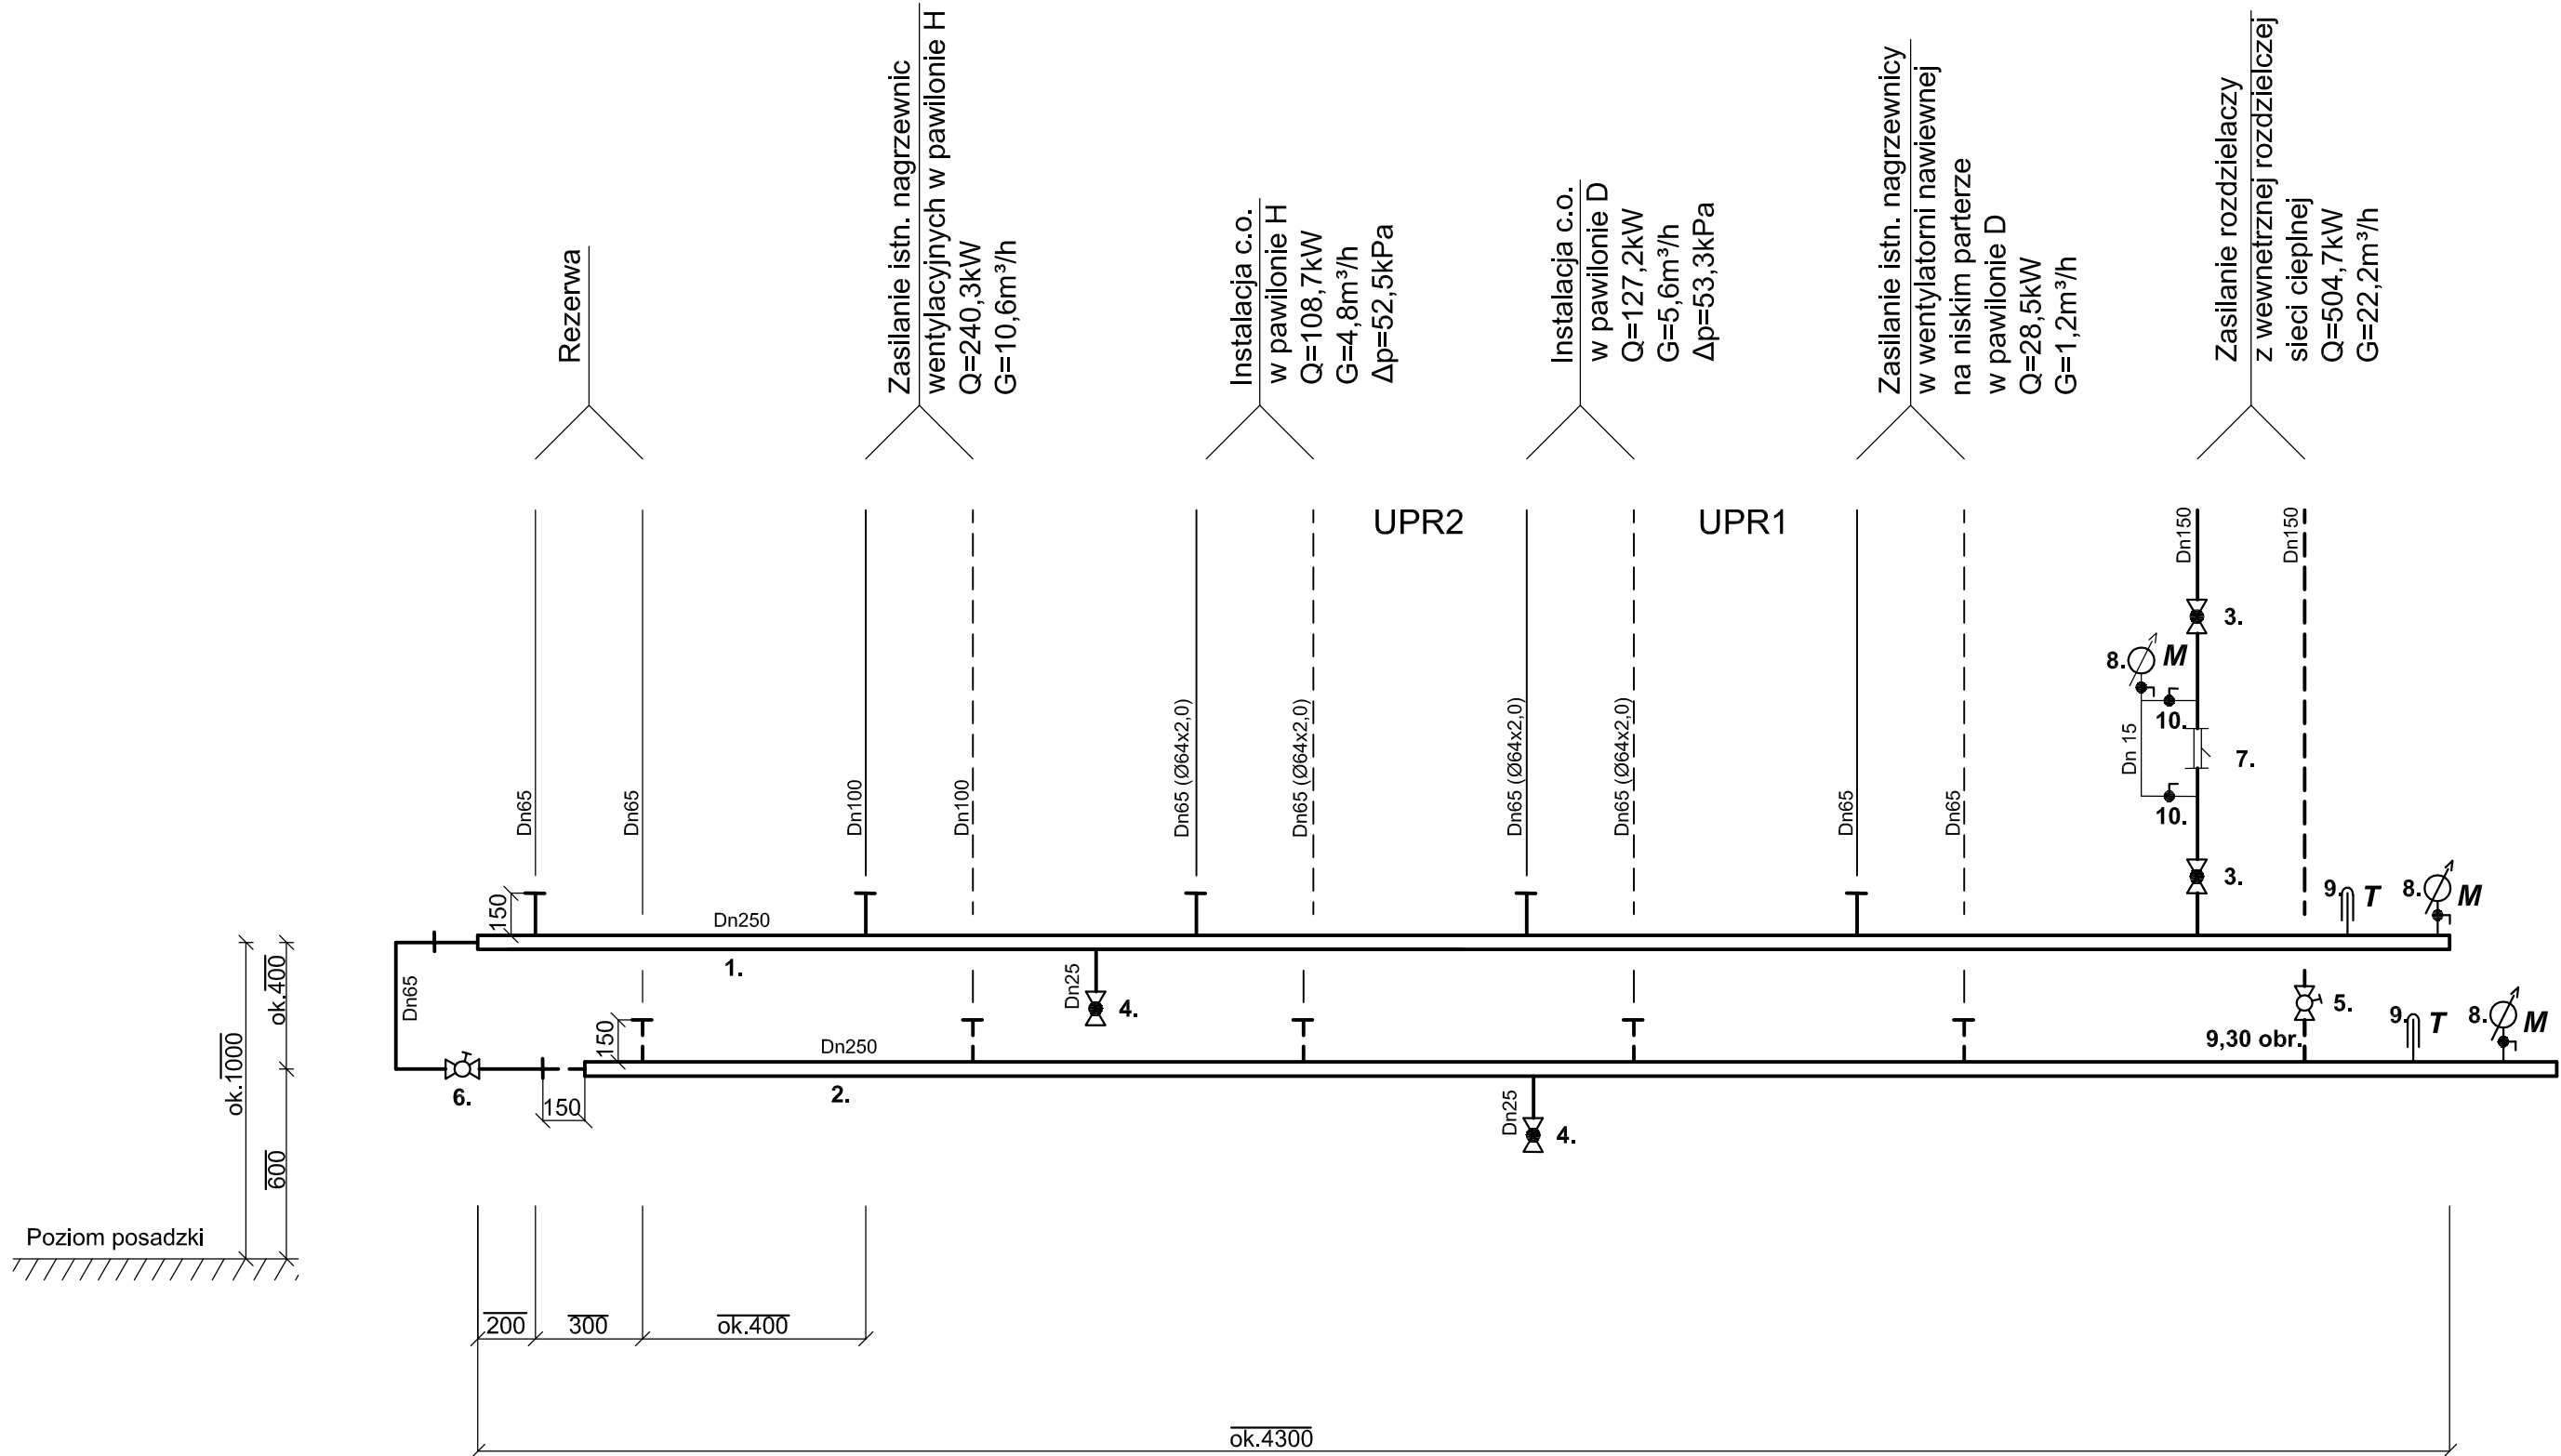 Rezerwa
Zasilanie istn. nagrzewnic
wentylacyjnych w pawilonie H
Q=240,3kW
G=10,6m³/h
Instalacja c.o.
w pawilonie H
Q=108,7kW
G=4,8m³/h
Δp=52,5kPa
Instalacja c.o.
w pawilonie D
Q=127,2kW
G=5,6m³/h
Δp=53,3kPa
Zasilanie istn. nagrzewnicy
w wentylatorni nawiewnej
na niskim parterze
w pawilonie D
Q=28,5kW
G=1,2m³/h
Zasilanie rozdzielaczy
z wewnetrznej rozdzielczej
sieci cieplnej
Q=504,7kW
G=22,2m³/h
UPR2
UPR1
Dn150
Dn150
3.
8.
M
10.
Dn 15
7.
10.
Dn65
Dn65
Dn100
Dn100
Dn65 (Ø64x2,0)
Dn65 (Ø64x2,0)
Dn65 (Ø64x2,0)
Dn65 (Ø64x2,0)
Dn65
Dn65
3.
9.
T
8.
M
150
Dn250
1.
Dn65
ok.400
ok.1000
Dn25
4.
5.
9.
T
8.
M
150
Dn250
9,30 obr.
6.
2.
150
Dn25
4.
600
Poziom posadzki
200
300
ok.400
ok.4300